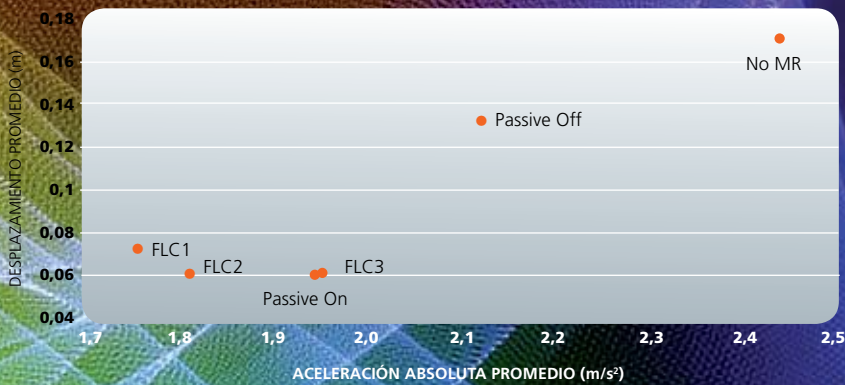 DESPLAZAMIENTO PROMEDIO (m)
0,18
0,16
0,14
0,12
0,1
0,08
0,06
0,04
No MR
Passive Off
FLC1
FLC2
FLC3
Passive On
1,7 1,8 1,9 2,0 2,1 2,2 2,3 2,4 2,5
ACELERACIÓN ABSOLUTA PROMEDIO (m/s²)